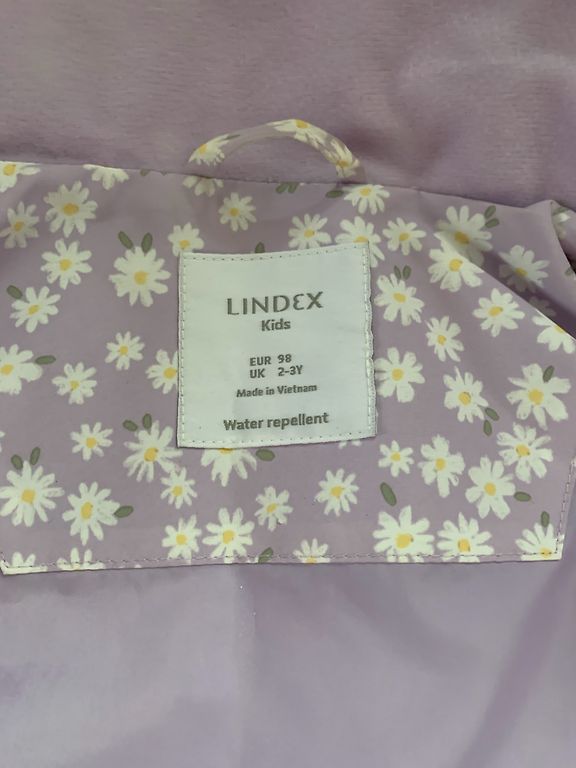 LINDEX
Kids
EUR 98
UK 2-3Y
Made in Vietnam
Water repellent